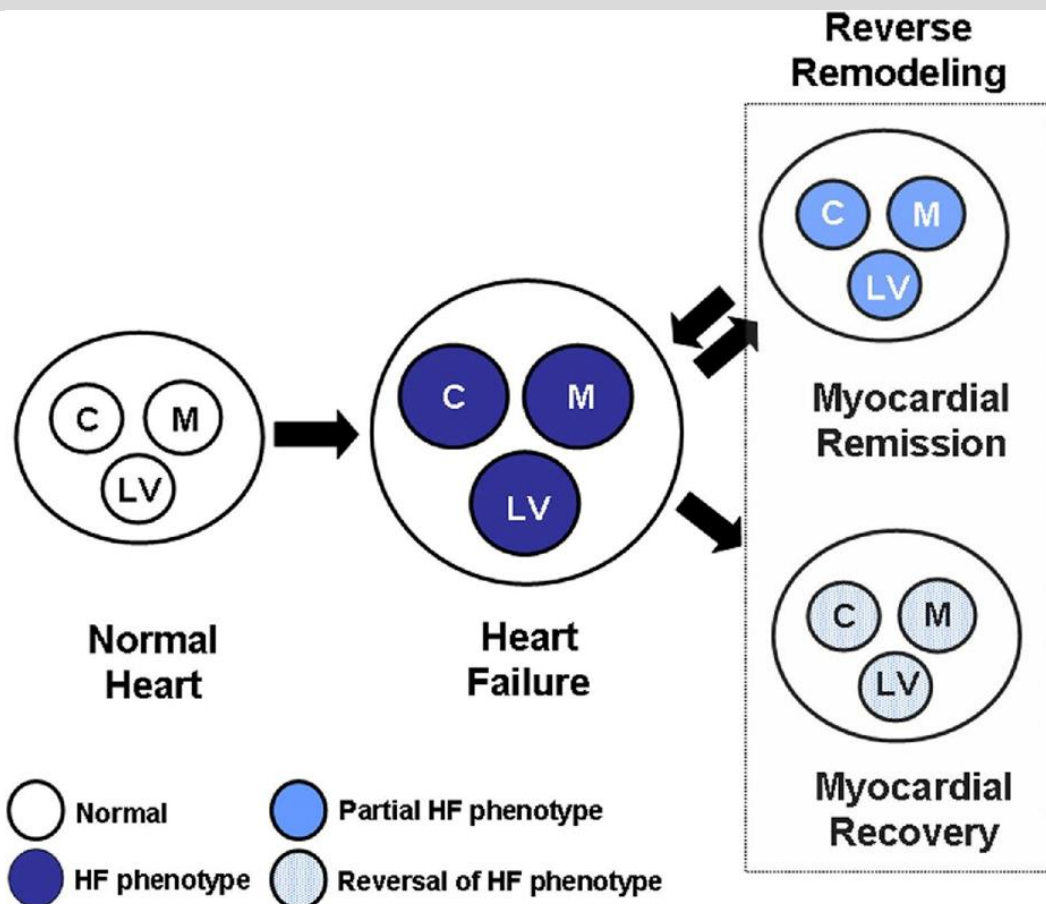 Reverse
Remodeling
C M
LV
Myocardial
Remission
C M
LV
Normal
Heart
C M
LV
Heart
Failure
C M
LV
Myocardial
Recovery
Normal
Partial HF phenotype
HF phenotype
Reversal of HF phenotype